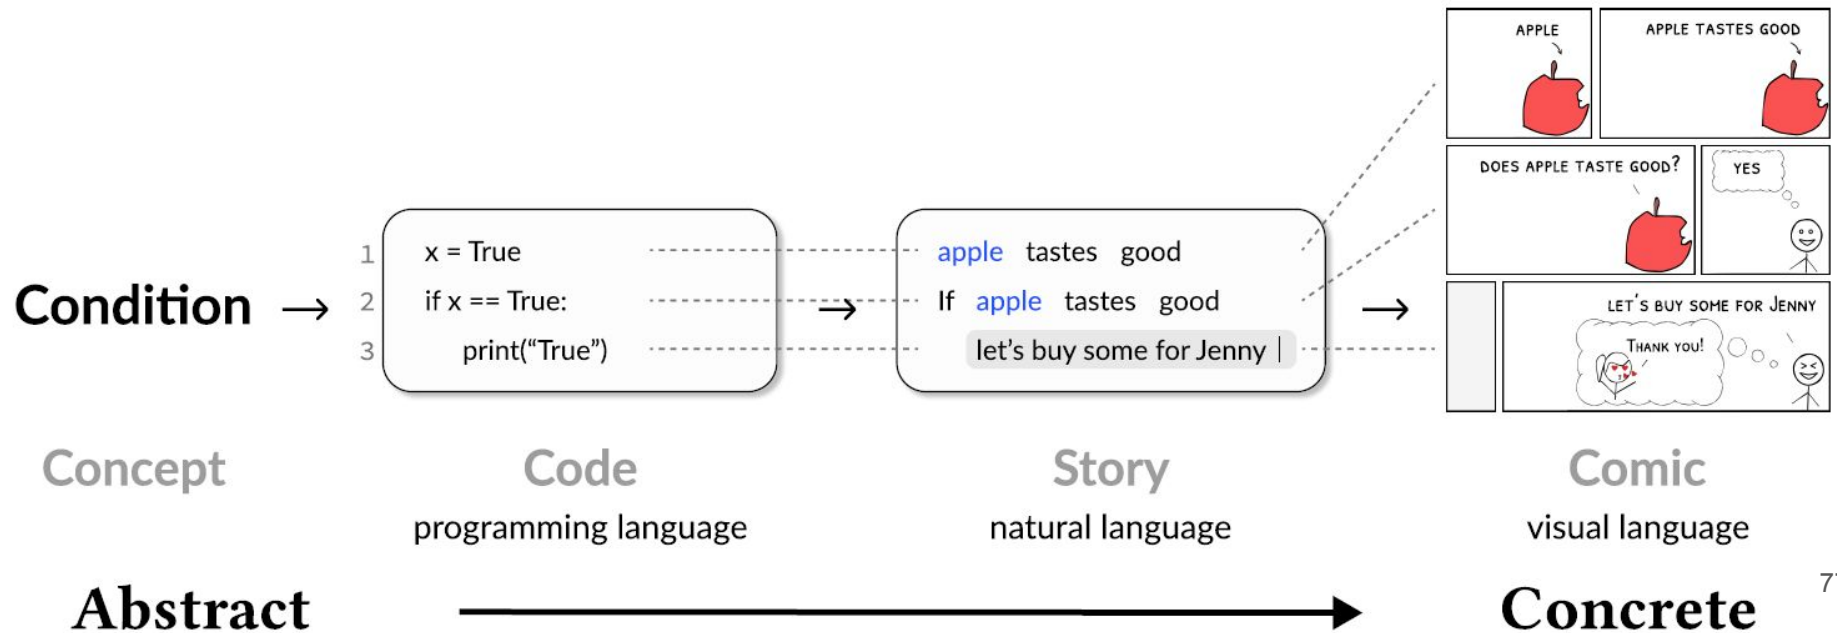 APPLE
APPLE TASTES GOOD
DOES APPLE TASTE GOOD?
YES
LET'S BUY SOME FOR JENNY
THANK YOU!
Condition →
1 x = True
2 if x == True:
3 print(“True”)
→
apple tastes good
If apple tastes good
let’s buy some for Jenny |
→
Concept
Code
Story
Comic
programming language
natural language
visual language
Abstract
Concrete